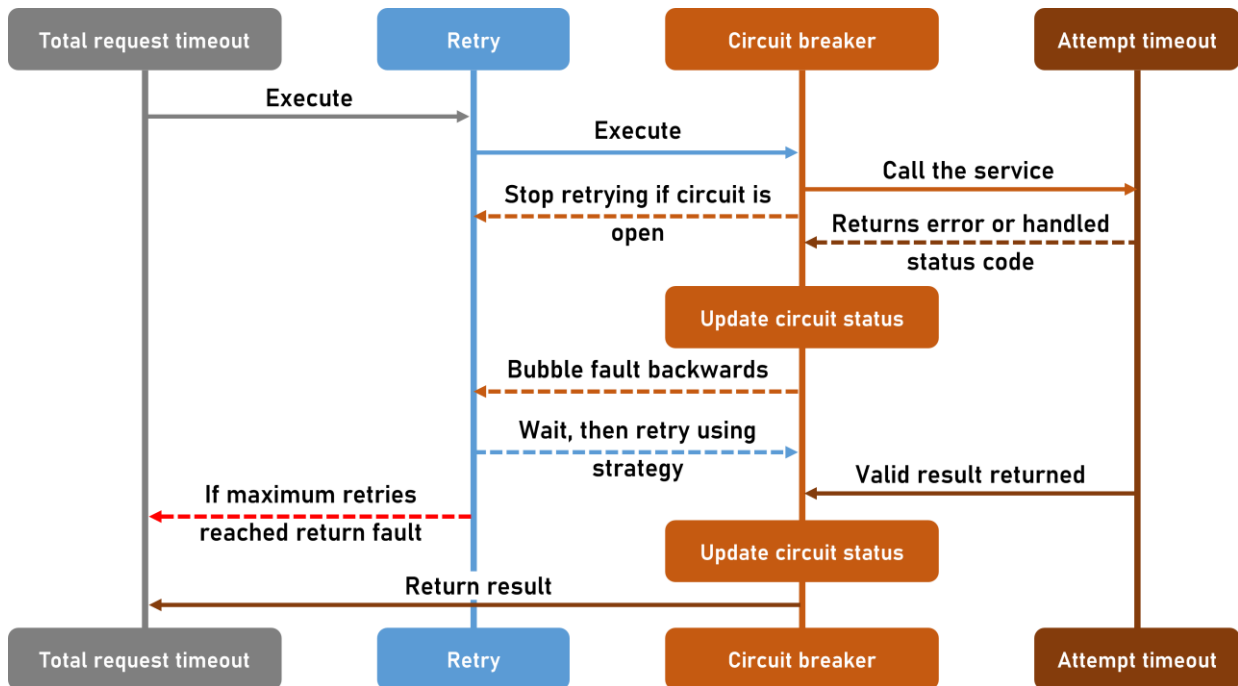 Total request timeout
Retry
Circuit breaker
Attempt timeout
Execute
Execute
Call the service
Stop retrying if circuit is
open
Returns error or handled
status code
Update circuit status
Bubble fault backwards
Wait, then retry using
strategy
Valid result returned
If maximum retries
reached return fault
Update circuit status
Return result
Total request timeout
Retry
Circuit breaker
Attempt timeout